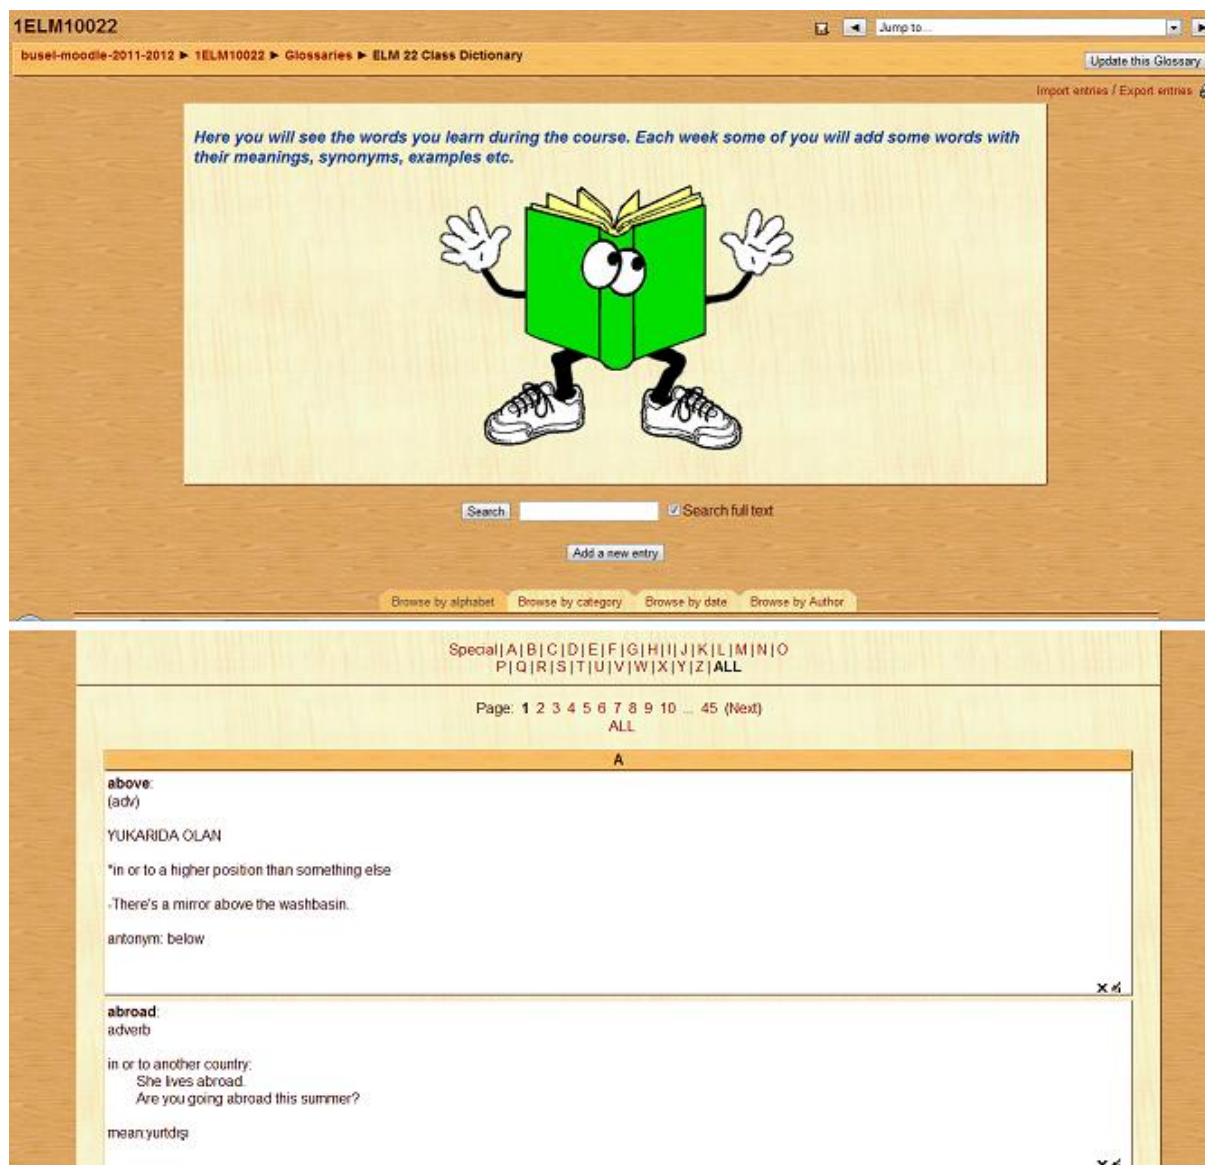 1ELM10022
Jump to...
busel-moodle-2011-2012 ► 1ELM10022 ► Glossaries ► ELM 22 Class Dictionary
Update this Glossary
Import entries / Export entries
Here you will see the words you learn during the course. Each week some of you will add some words with
their meanings, synonyms, examples etc.
Search
Search full text
Add a new entry
Browse by alphabet Browse by category Browse by date Browse by Author
Special | A | B | C | D | E | F | G | H | I | J | K | L | M | N | O
P | Q | R | S | T | U | V | W | X | Y | Z | ALL
Page: 1 2 3 4 5 6 7 8 9 10 ... 45 (Next)
ALL
A
above:
(adv)
YUKARIDA OLAN
*in or to a higher position than something else
-There's a mirror above the washbasin.
antonym: below
abroad:
adverb
in or to another country:
She lives abroad.
Are you going abroad this summer?
mean:yurtdışı